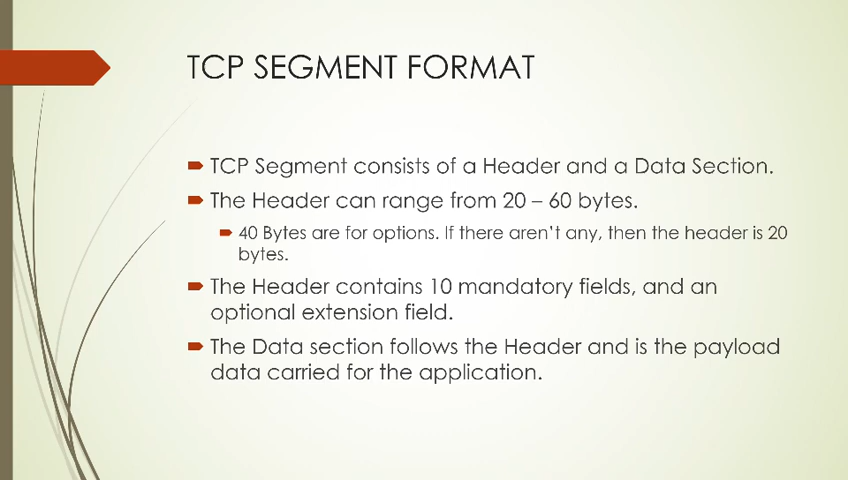 TCP SEGMENT FORMAT
TCP Segment consists of a Header and a Data Section.
The Header can range from 20 – 60 bytes.
40 Bytes are for options. If there aren't any, then the header is 20
bytes.
The Header contains 10 mandatory fields, and an
optional extension field.
The Data section follows the Header and is the payload
data carried for the application.